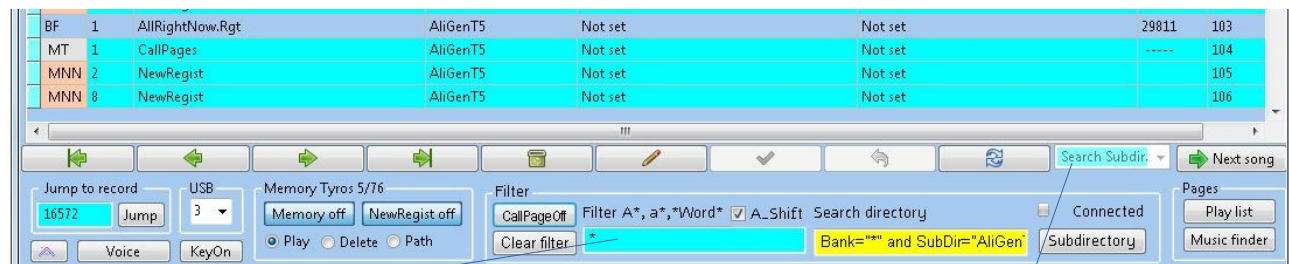 BF 1 AllRightNow.Rgt AliGenT5 Not set Not set 29811 103
MT 1 CallPages AliGenT5 Not set Not set ----- 104
MNN 2 NewRegist AliGenT5 Not set Not set 105
MNN 8 NewRegist AliGenT5 Not set Not set 106
Search Subdir. Next song
Jump to record USB Memory Tyros 5/76 Filter Pages
16572 Jump 3 Memory off NewRegist off CallPageOff Filter A*, a*,*Word* A_Shift Search directory Connected Play list
Voice KeyOn Play Delete Path Clear filter * Bank="*" and SubDir="AliGen Subdirectory Music finder